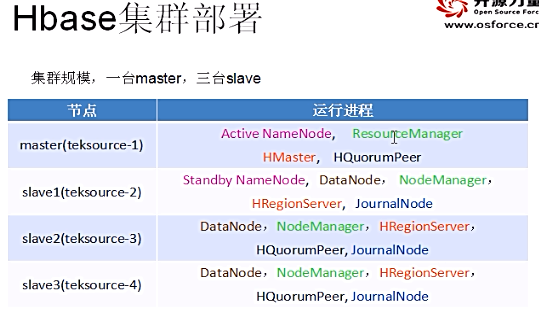 Hbase集群部署
开源力量
Open Source Force
www.osforce.cn
集群规模，一台master，三台slave
节点 运行进程
master(teksource-1) Active NameNode, ResourceManager
HMaster, HQuorumPeer
slave1(teksource-2) Standby NameNode, DataNode, NodeManager,
HRegionServer, JournalNode
slave2(teksource-3) DataNode, NodeManager, HRegionServer,
HQuorumPeer, JournalNode
slave3(teksource-4) DataNode, NodeManager, HRegionServer,
HQuorumPeer, JournalNode